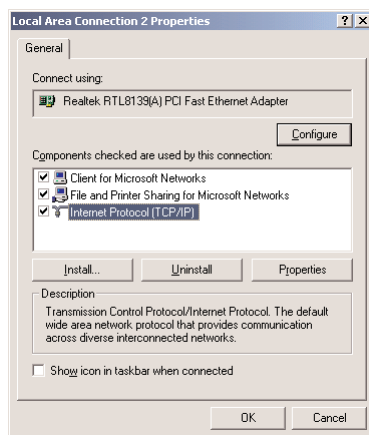 Local Area Connection 2 Properties
General
Connect using:
Realtek RTL8139(A) PCI Fast Ethernet Adapter
Configure
Components checked are used by this connection:
Client for Microsoft Networks
File and Printer Sharing for Microsoft Networks
Internet Protocol (TCP/IP)
Install...
Uninstall
Properties
Description
Transmission Control Protocol/Internet Protocol. The default
wide area network protocol that provides communication
across diverse interconnected networks.
Show icon in taskbar when connected
OK
Cancel